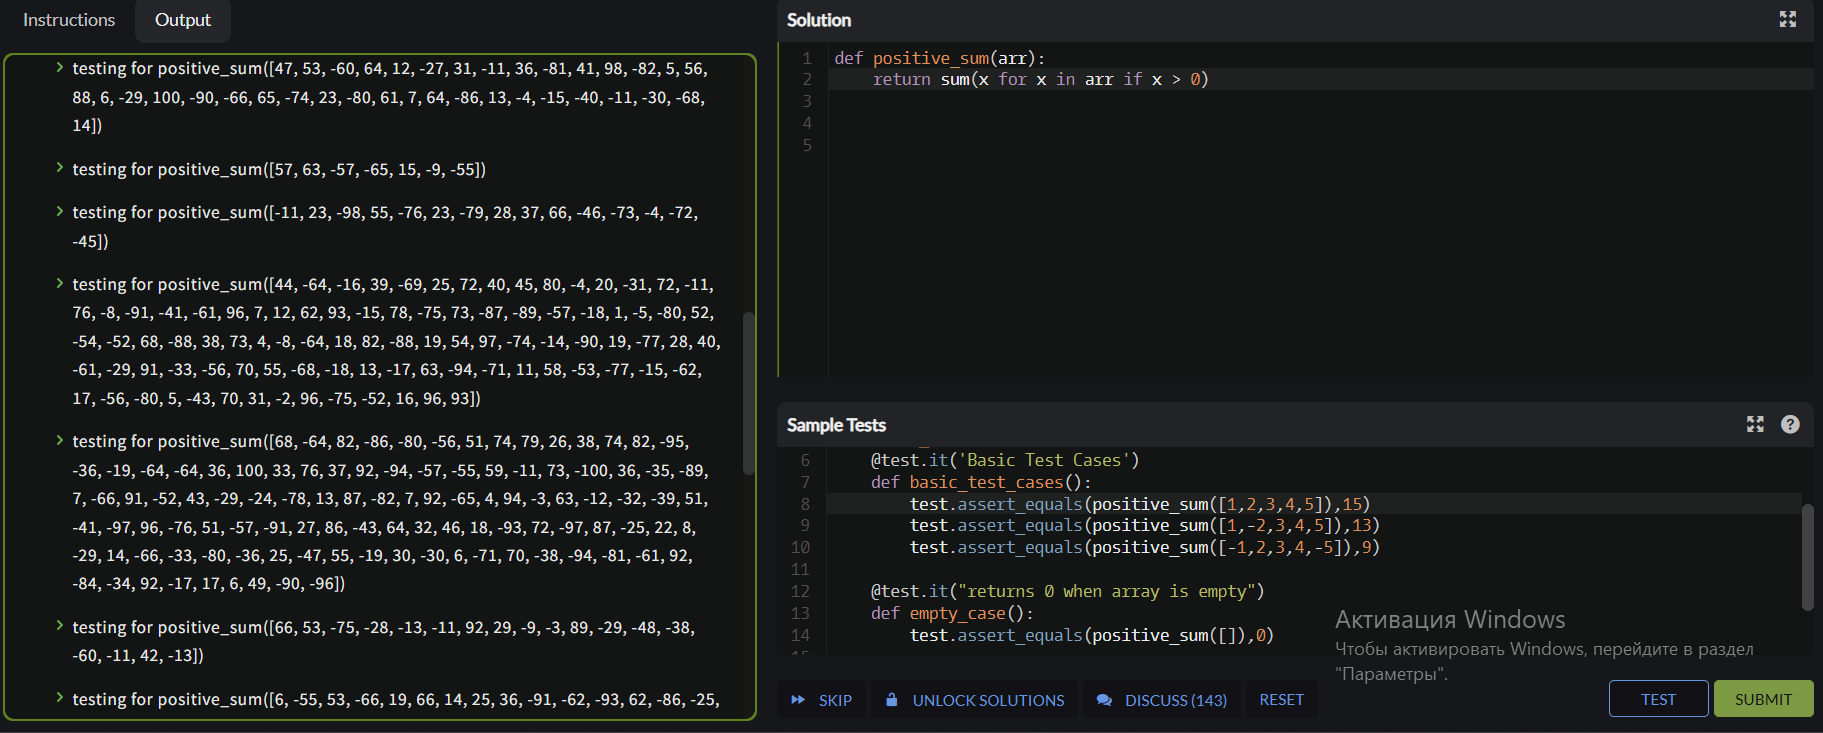 Instructions
Output
testing for positive_sum([47, 53, -60, 64, 12, -27, 31, -11, 36, -81, 41, 98, -82, 5, 56,
88, 6, -29, 100, -90, -66, 65, -74, 23, -80, 61, 7, 64, -86, 13, -4, -15, -40, -11, -30, -68,
14])
testing for positive_sum([57, 63, -57, -65, 15, -9, -55])
testing for positive_sum([-11, 23, -98, 55, -76, 23, -79, 28, 37, 66, -46, -73, -4, -72,
-45])
testing for positive_sum([44, -64, -16, 39, -69, 25, 72, 40, 45, 80, -4, 20, -31, 72, -11,
76, -8, -91, -41, -61, 96, 7, 12, 62, 93, -15, 78, -75, 73, -87, -89, -57, -18, 1, -5, -80, 52,
-54, -52, 68, -88, 38, 73, 4, -8, -64, 18, 82, -88, 19, 54, 97, -74, -14, -90, 19, -77, 28, 40,
-61, -29, 91, -33, -56, 70, 55, -68, -18, 13, -17, 63, -94, -71, 11, 58, -53, -77, -15, -62,
17, -56, -80, 5, -43, 70, 31, -2, 96, -75, -52, 16, 96, 93])
testing for positive_sum([68, -64, 82, -86, -80, -56, 51, 74, 79, 26, 38, 74, 82, -95,
-36, -19, -64, -64, 36, 100, 33, 76, 37, 92, -94, -57, -55, 59, -11, 73, -100, 36, -35, -89,
7, -66, 91, -52, 43, -29, -24, -78, 13, 87, -82, 7, 92, -65, 4, 94, -3, 63, -12, -32, -39, 51,
-41, -97, 96, -76, 51, -57, -91, 27, 86, -43, 64, 32, 46, 18, -93, 72, -97, 87, -25, 22, 8,
-29, 14, -66, -33, -80, -36, 25, -47, 55, -19, 30, -30, 6, -71, 70, -38, -94, -81, -61, 92,
-84, -34, 92, -17, 17, 6, 49, -90, -96])
testing for positive_sum([66, 53, -75, -28, -13, -11, 92, 29, -9, -3, 89, -29, -48, -38,
-60, -11, 42, -13])
testing for positive_sum([6, -55, 53, -66, 19, 66, 14, 25, 36, -91, -62, -93, 62, -86, -25,
Solution
1 def positive_sum(arr):
2     return sum(x for x in arr if x > 0)
3
4
5
Sample Tests
6     @test.it('Basic Test Cases')
7     def basic_test_cases():
8         test.assert_equals(positive_sum([1,2,3,4,5]),15)
9         test.assert_equals(positive_sum([1,-2,3,4,5]),13)
10         test.assert_equals(positive_sum([-1,2,3,4,-5]),9)
11
12     @test.it("returns 0 when array is empty")
13     def empty_case():
14         test.assert_equals(positive_sum([]),0)
Активация Windows
Чтобы активировать Windows, перейдите в раздел
"Параметры".
SKIP
UNLOCK SOLUTIONS
DISCUSS (143)
RESET
TEST
SUBMIT